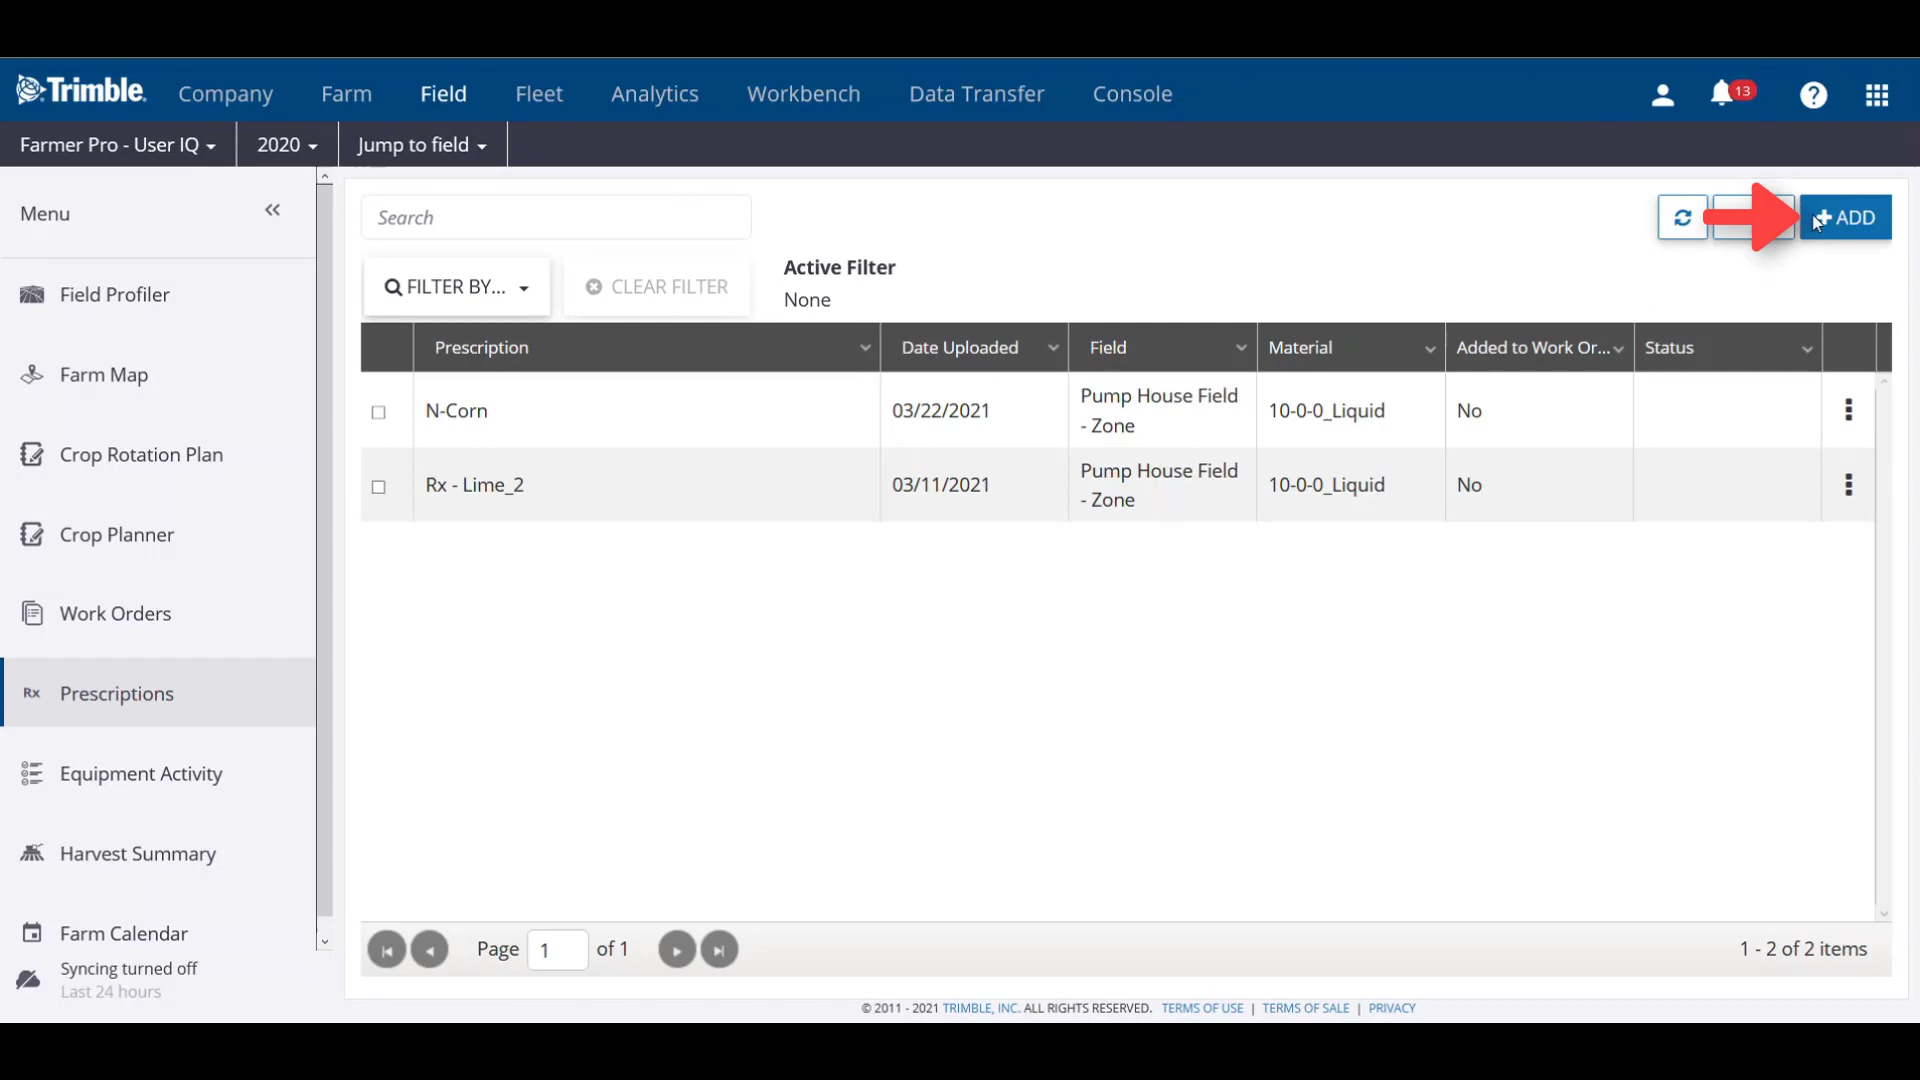 Trimble.
Company Farm Field Fleet Analytics Workbench Data Transfer Console
13
?
Farmer Pro - User IQ 2020 Jump to field
Menu
Search
+ ADD
Field Profiler
FILTER BY... CLEAR FILTER
Active Filter
None
Prescription Date Uploaded Field Material Added to Work Or... Status
Farm Map
N-Corn 03/22/2021 Pump House Field - Zone 10-0-0_Liquid No
Crop Rotation Plan
Rx - Lime_2 03/11/2021 Pump House Field - Zone 10-0-0_Liquid No
Crop Planner
Work Orders
Rx Prescriptions
Equipment Activity
Harvest Summary
Farm Calendar
Page 1 of 1
1 - 2 of 2 items
Syncing turned off
Last 24 hours
© 2011 - 2021 TRIMBLE, INC. ALL RIGHTS RESERVED. TERMS OF USE | TERMS OF SALE | PRIVACY